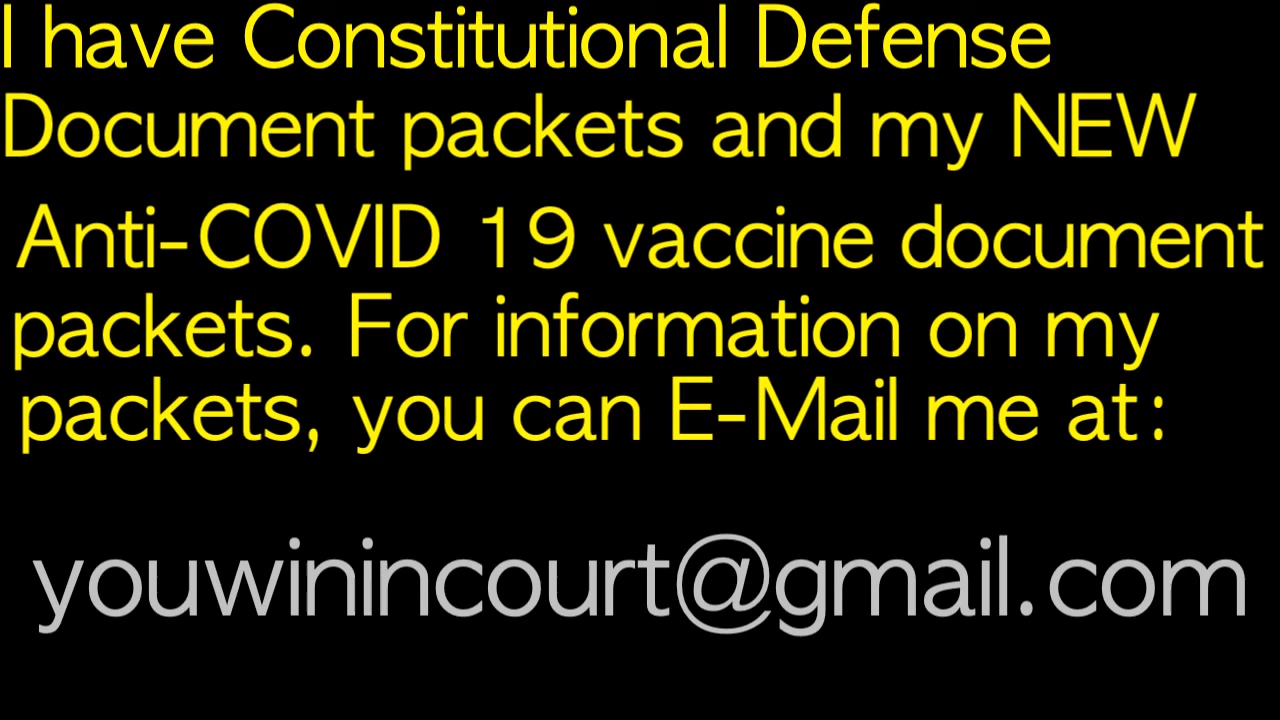 I have Constitutional Defense
Document packets and my NEW
Anti-COVID 19 vaccine document
packets. For information on my
packets, you can E-Mail me at:
youwinincourt@gmail.com